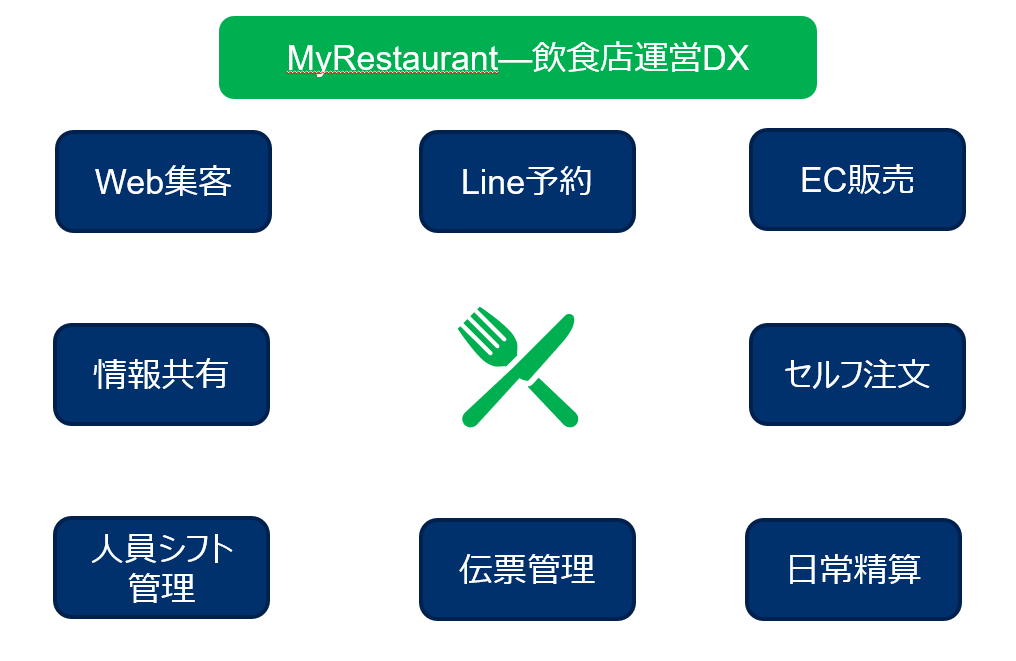 MyRestaurant—飲食店運営DX
Web集客
Line予約
EC販売
情報共有
セルフ注文
人員シフト
管理
伝票管理
日常精算